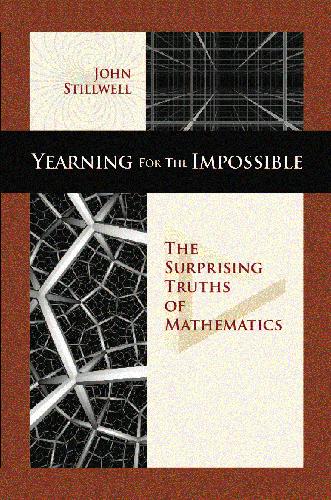 JOHN
STILLWELL
YEARNING FOR THE IMPOSSIBLE
THE
SURPRISING
TRUTHS
OF
MATHEMATICS